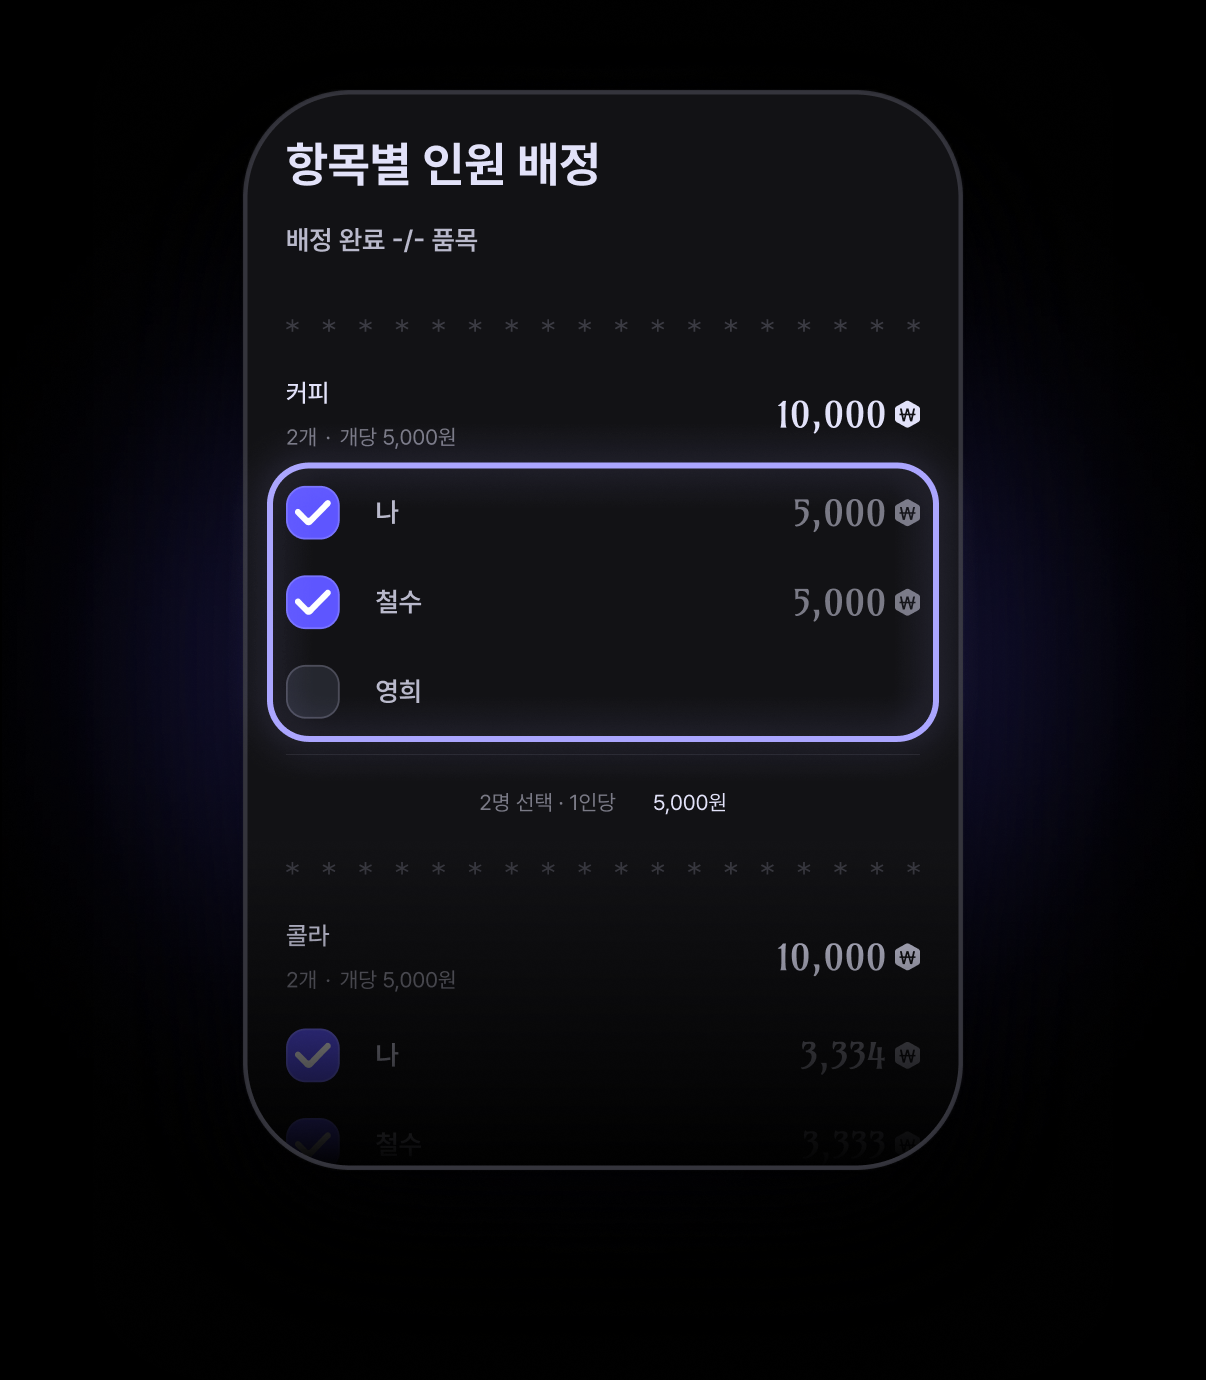 항목별 인원 배정
배정 완료 -/- 품목
* * * * * * * * * * * * * * * * * *
커피
10,000 ₩
2개 · 개당 5,000원
나 5,000 ₩
철수 5,000 ₩
영희
2명 선택 · 1인당 5,000원
* * * * * * * * * * * * * * * * * *
콜라
10,000 ₩
2개 · 개당 5,000원
나 3,334 ₩
철수 3,333 ₩